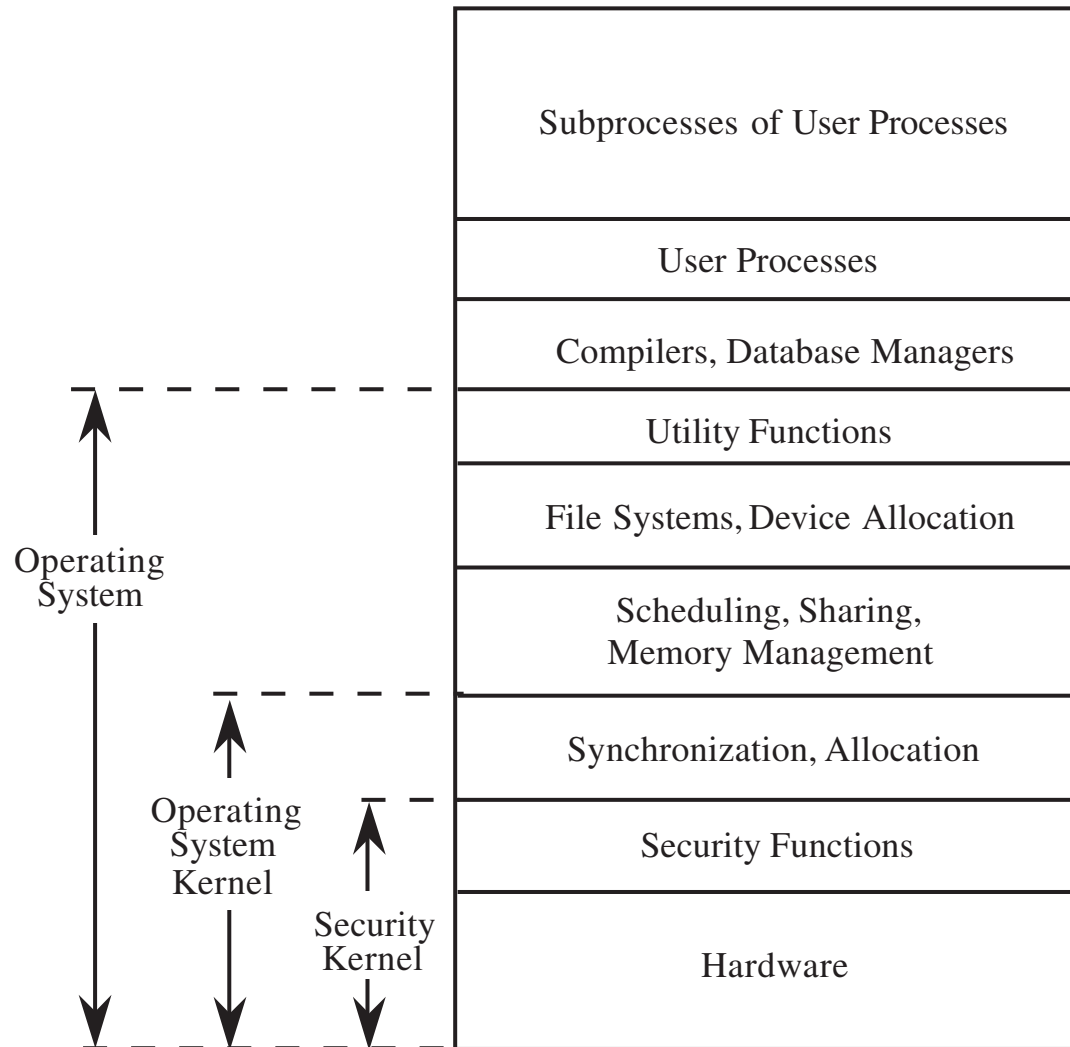 Subprocesses of User Processes
User Processes
Compilers, Database Managers
Utility Functions
File Systems, Device Allocation
Scheduling, Sharing,
Memory Management
Synchronization, Allocation
Security Functions
Hardware
Operating
System
Operating
System
Kernel
Security
Kernel